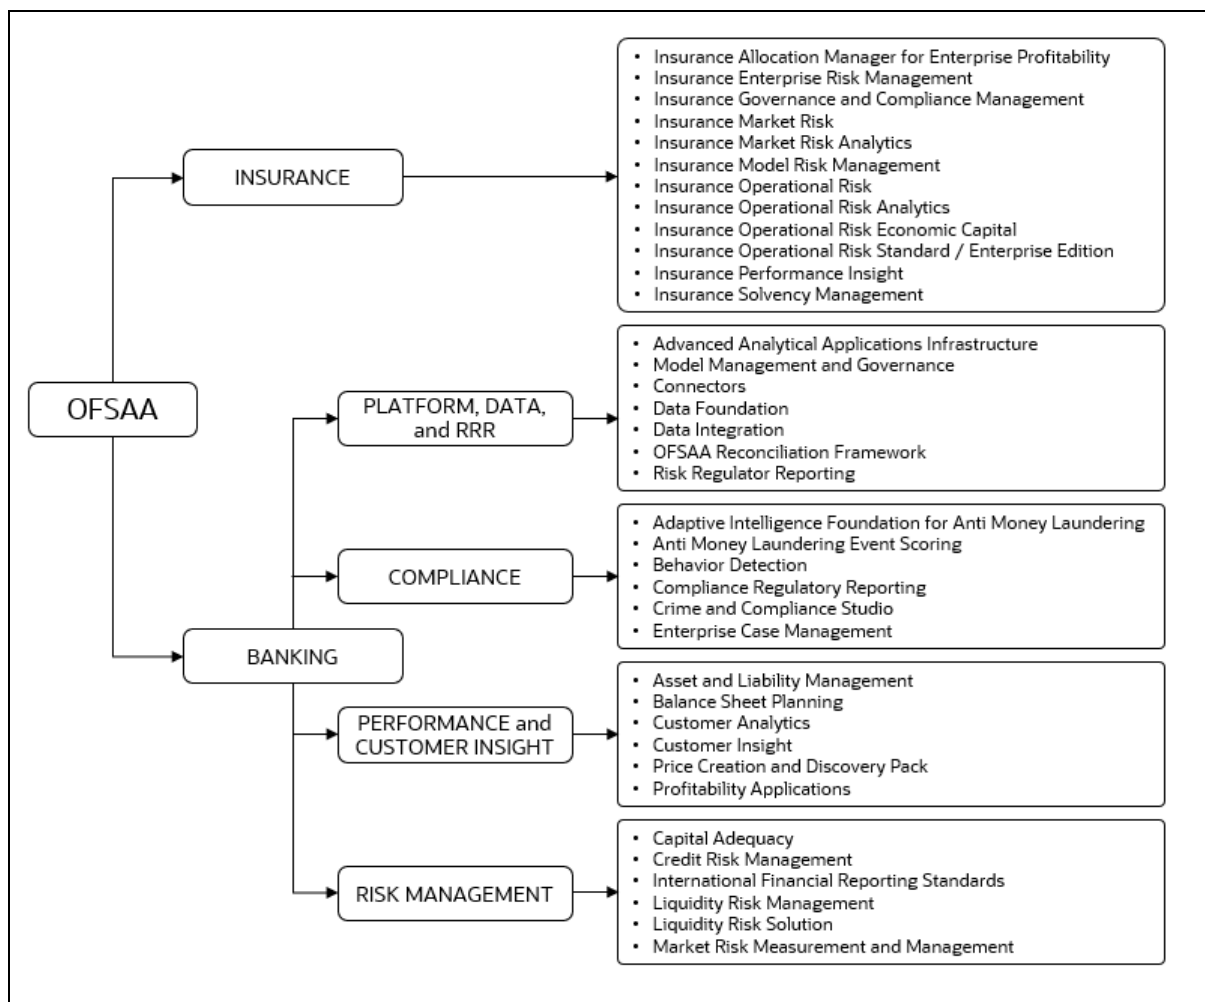 OFSAA
INSURANCE
• Insurance Allocation Manager for Enterprise Profitability
• Insurance Enterprise Risk Management
• Insurance Governance and Compliance Management
• Insurance Market Risk
• Insurance Market Risk Analytics
• Insurance Model Risk Management
• Insurance Operational Risk
• Insurance Operational Risk Analytics
• Insurance Operational Risk Economic Capital
• Insurance Operational Risk Standard / Enterprise Edition
• Insurance Performance Insight
• Insurance Solvency Management
BANKING
PLATFORM, DATA,
and RRR
• Advanced Analytical Applications Infrastructure
• Model Management and Governance
• Connectors
• Data Foundation
• Data Integration
• OFSAA Reconciliation Framework
• Risk Regulator Reporting
COMPLIANCE
• Adaptive Intelligence Foundation for Anti Money Laundering
• Anti Money Laundering Event Scoring
• Behavior Detection
• Compliance Regulatory Reporting
• Crime and Compliance Studio
• Enterprise Case Management
PERFORMANCE and
CUSTOMER INSIGHT
• Asset and Liability Management
• Balance Sheet Planning
• Customer Analytics
• Customer Insight
• Price Creation and Discovery Pack
• Profitability Applications
RISK MANAGEMENT
• Capital Adequacy
• Credit Risk Management
• International Financial Reporting Standards
• Liquidity Risk Management
• Liquidity Risk Solution
• Market Risk Measurement and Management